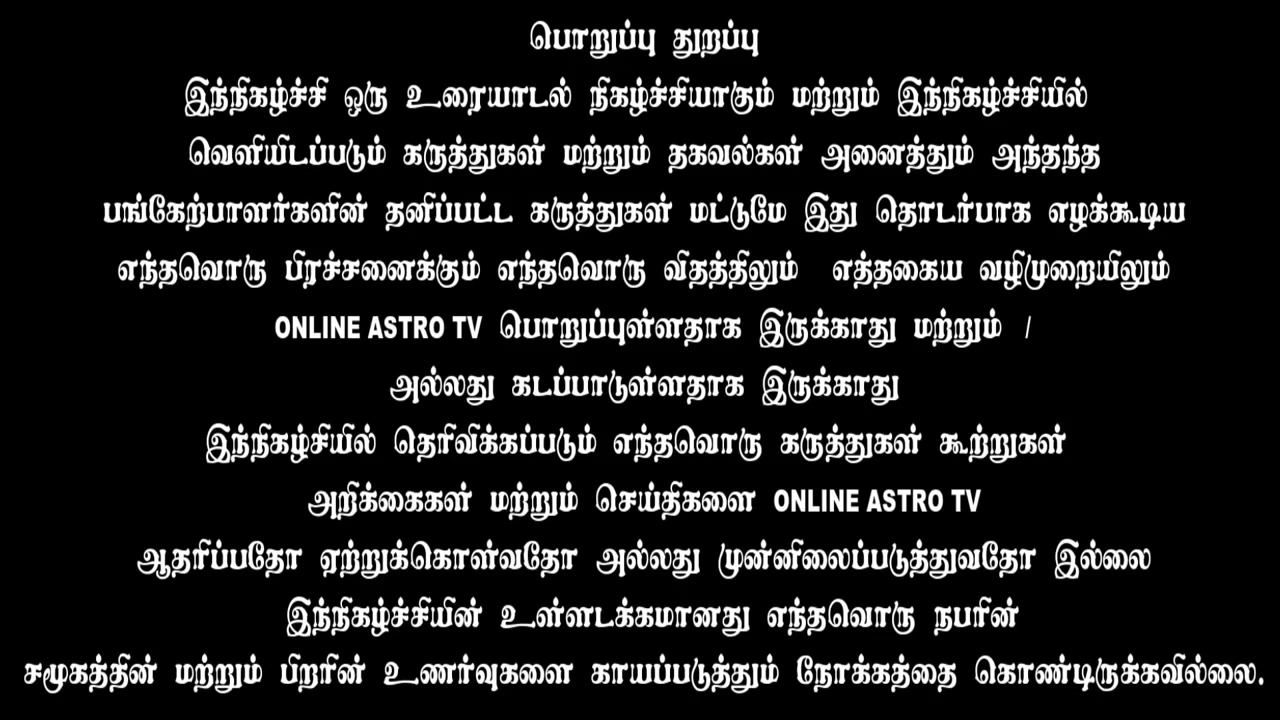 பொறுப்பு துறப்பு
இந்நிகழ்ச்சி ஒரு உரையாடல் நிகழ்ச்சியாகும் மற்றும் இந்நிகழ்ச்சியில்
வெளியிடப்படும் கருத்துகள் மற்றும் தகவல்கள் அனைத்தும் அந்தந்த
பங்கேற்பாளர்களின் தனிப்பட்ட கருத்துகள் மட்டுமே இது தொடர்பாக எழக்கூடிய
எந்தவொரு பிரச்சனைக்கும் எந்தவொரு விதத்திலும் எத்தகைய வழிமுறையிலும்
ONLINE ASTRO TV பொறுப்புள்ளதாக இருக்காது மற்றும் /
அல்லது கடப்பாடுள்ளதாக இருக்காது
இந்நிகழ்சியில் தெரிவிக்கப்படும் எந்தவொரு கருத்துகள் கூற்றுகள்
அறிக்கைகள் மற்றும் செய்திகளை ONLINE ASTRO TV
ஆதரிப்பதோ ஏற்றுக்கொள்வதோ அல்லது முன்னிலைப்படுத்துவதோ இல்லை
இந்நிகழ்ச்சியின் உள்ளடக்கமானது எந்தவொரு நபரின்
சமூகத்தின் மற்றும் பிறரின் உணர்வுகளை காயப்படுத்தும் நோக்கத்தை கொண்டிருக்கவில்லை.